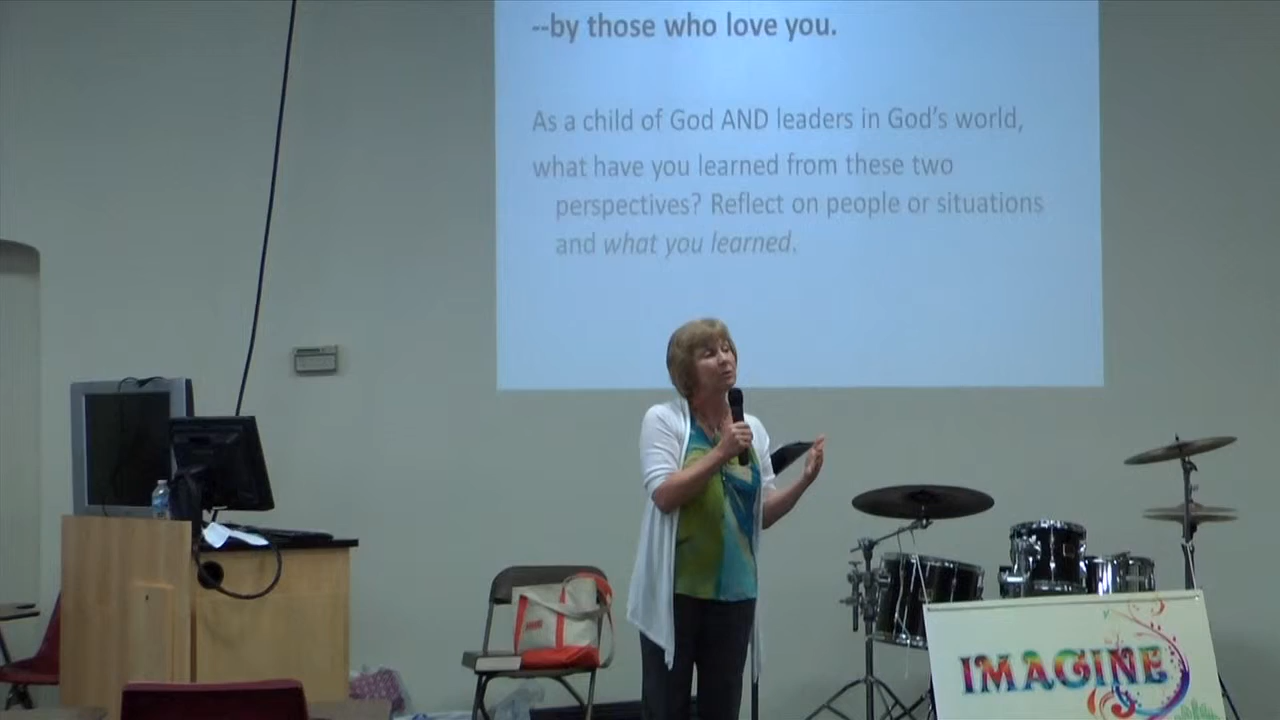 --by those who love you.
As a child of God AND leaders in God's world,
what have you learned from these two
perspectives? Reflect on people or situations
and what you learned.
IMAGINE